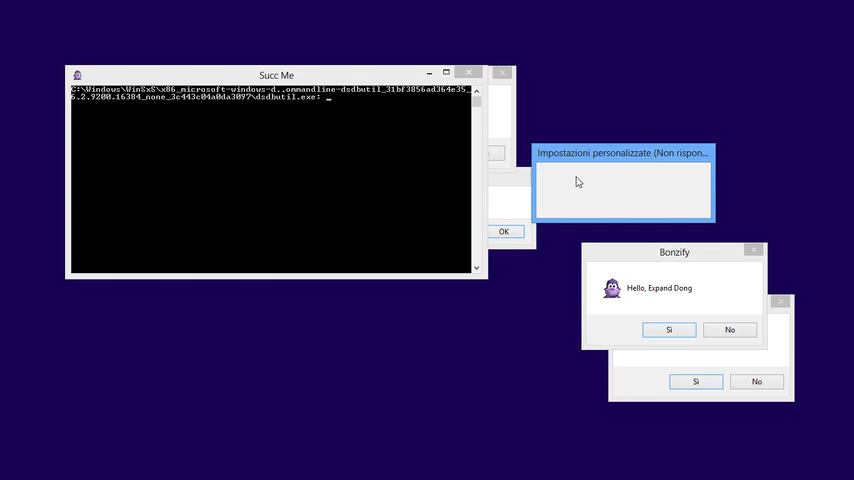 Succ Me
C:\Windows\WinSxS\x86_microsoft-windows-d..ommandline-dsdbutil_31bf3856ad364e35_
6.2.9200.16384_none_3c443c04a0da3097\dsdbutil.exe: _
Impostazioni personalizzate (Non rispon...
OK
Bonzify
Hello, Expand Dong
Sì
No
Sì
No